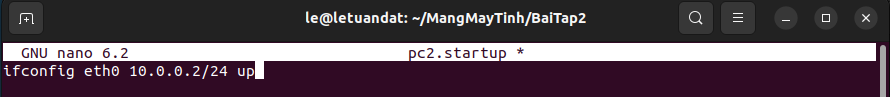 le@letuandat: ~/MangMayTinh/BaiTap2
GNU nano 6.2 pc2.startup *
ifconfig eth0 10.0.0.2/24 up